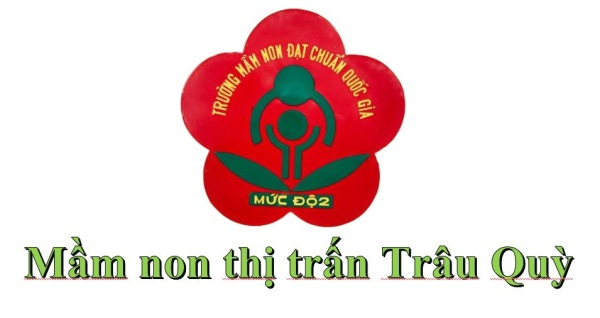 TRƯỜNG MẦM NON ĐẠT CHUẨN QUỐC GIA
MỨC ĐỘ2
Mầm non thị trấn Trâu Quỳ